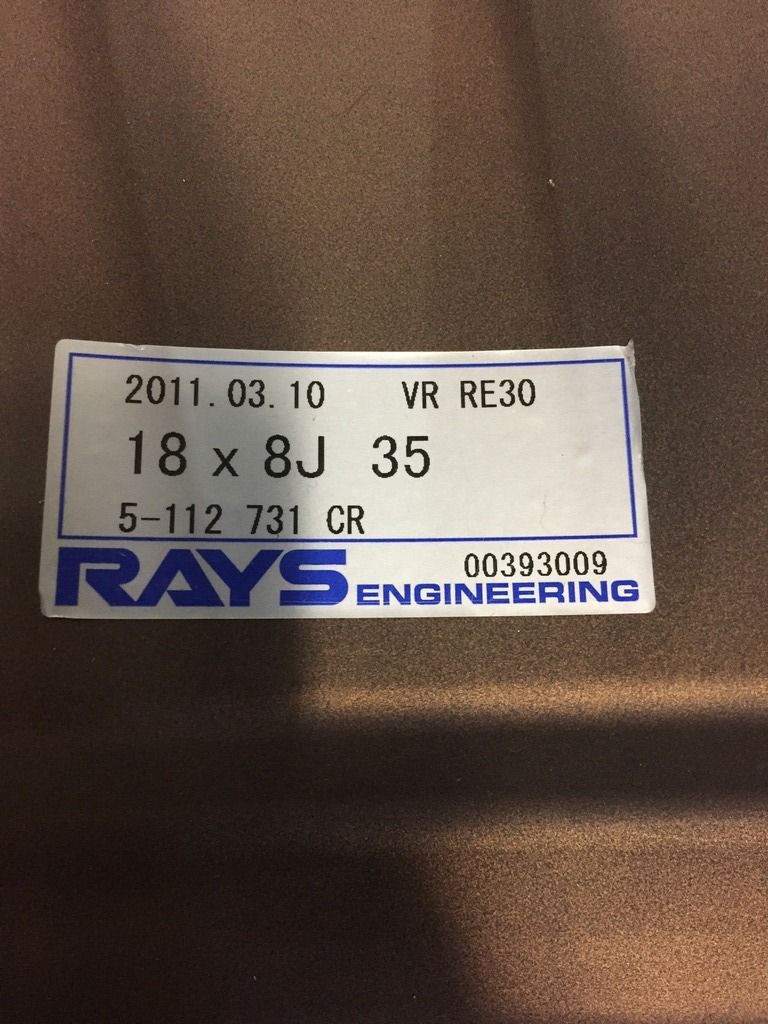 2011.03.10 VR RE30
18 x 8J 35
5-112 731 CR
00393009
RAYS ENGINEERING